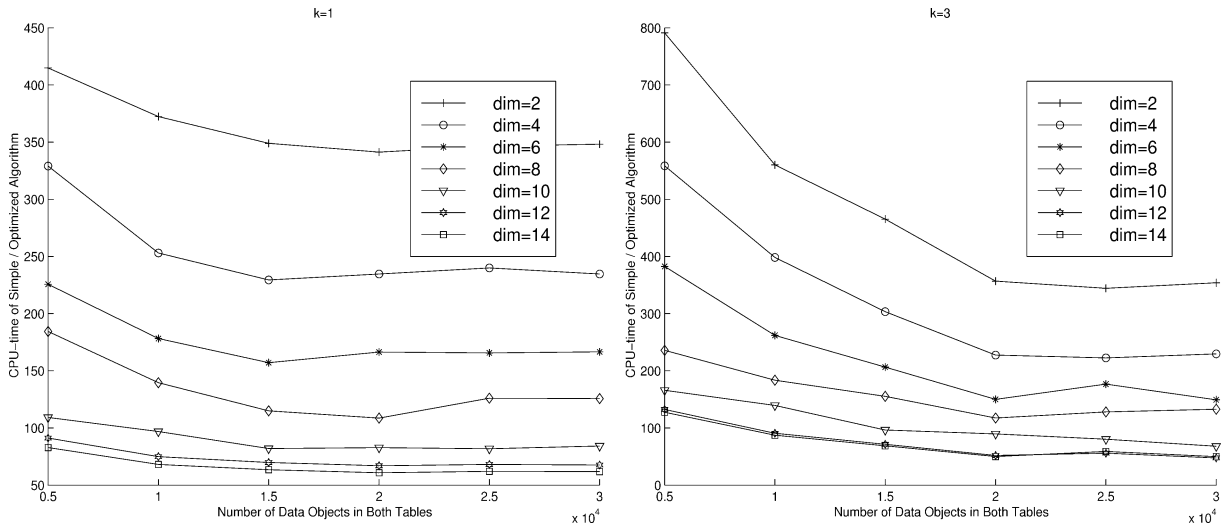 k=1
450
400
350
300
250
200
150
100
50
CPU-time of Simple / Optimized Algorithm
dim=2
dim=4
dim=6
dim=8
dim=10
dim=12
dim=14
0.5
1
1.5
2
2.5
3
Number of Data Objects in Both Tables
x 10^4
k=3
800
700
600
500
400
300
200
100
0
CPU-time of Simple / Optimized Algorithm
dim=2
dim=4
dim=6
dim=8
dim=10
dim=12
dim=14
0.5
1
1.5
2
2.5
3
Number of Data Objects in Both Tables
x 10^4